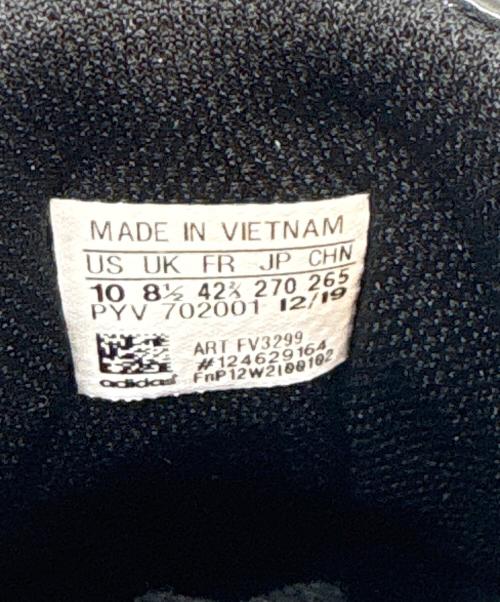 MADE IN VIETNAM
US UK FR JP CHN
10 8½ 42⅔ 270 265
PYV 702001 12/19
ART FV3299
#124629164
FnP12W2100102
adidas